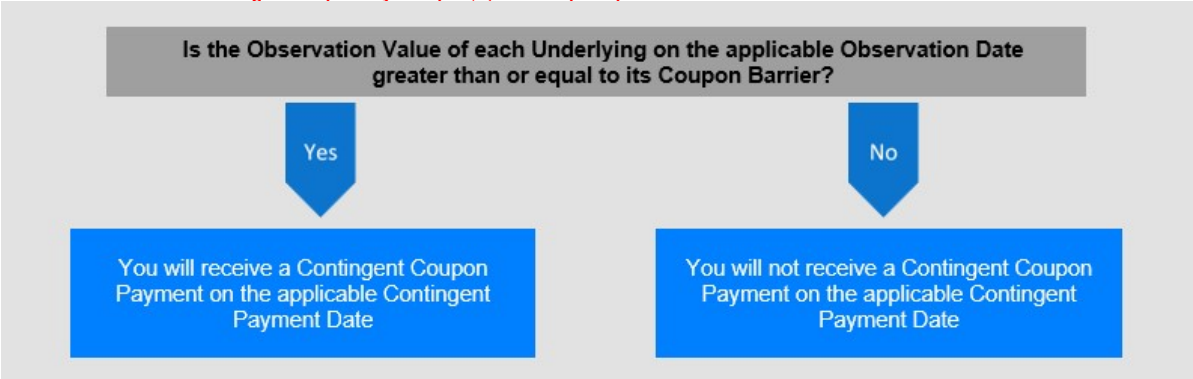 Is the Observation Value of each Underlying on the applicable Observation Date
greater than or equal to its Coupon Barrier?
Yes
No
You will receive a Contingent Coupon
Payment on the applicable Contingent
Payment Date
You will not receive a Contingent Coupon
Payment on the applicable Contingent
Payment Date